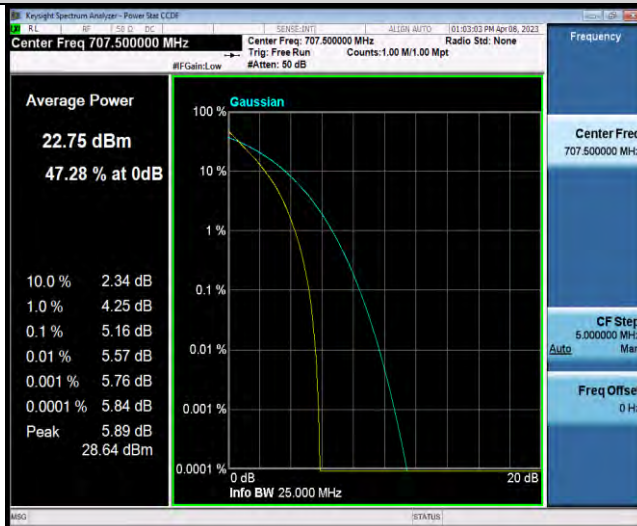 Keysight Spectrum Analyzer - Power Stat CCDF
RL RF 50 Ω DC SENSE:INT ALIGN AUTO 01:03:03 PM Apr 08, 2023
Center Freq 707.500000 MHz
Center Freq: 707.500000 MHz Radio Std: None
Trig: Free Run Counts:1.00 M/1.00 Mpt
#IFGain:Low #Atten: 50 dB
Frequency
Average Power
22.75 dBm
47.28 % at 0dB
10.0 % 2.34 dB
1.0 % 4.25 dB
0.1 % 5.16 dB
0.01 % 5.57 dB
0.001 % 5.76 dB
0.0001 % 5.84 dB
Peak 5.89 dB
28.64 dBm
Gaussian
100 %
10 %
1 %
0.1 %
0.01 %
0.001 %
0.0001 %
0 dB 20 dB
Info BW 25.000 MHz
Center Freq
707.500000 MHz
CF Step
5.000000 MHz
Auto Man
Freq Offset
0 Hz
MSG STATUS